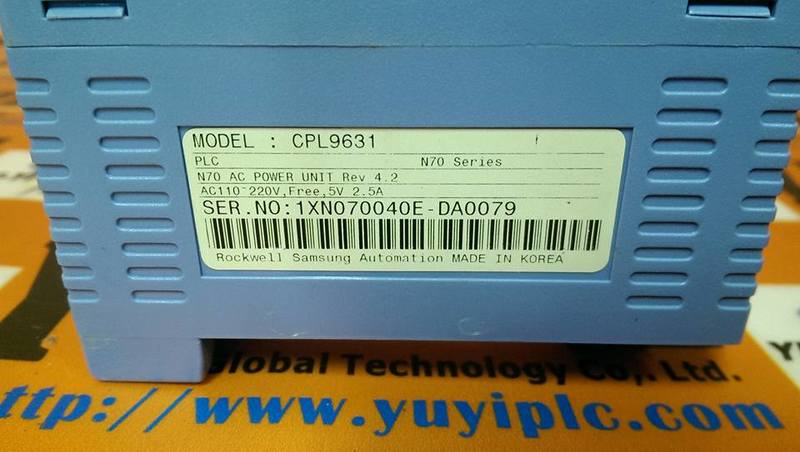 MODEL : CPL9631
PLC N70 Series
N70 AC POWER UNIT Rev 4.2
AC110~220V,Free,5V 2.5A
SER.NO:1XN070040E-DA0079
Rockwell Samsung Automation MADE IN KOREA
Global Technology Co,. Ltd.
ttp://www.yuyiplc.com